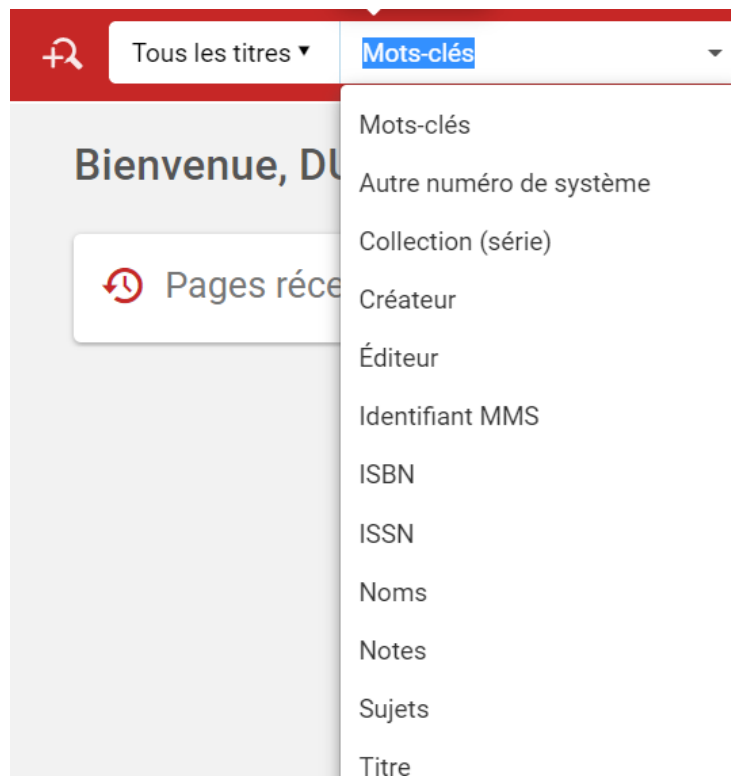 Tous les titres ▼ Mots-clés
Mots-clés
Bienvenue, DU
Autre numéro de système
Collection (série)
Pages réce
Créateur
Éditeur
Identifiant MMS
ISBN
ISSN
Noms
Notes
Sujets
Titre